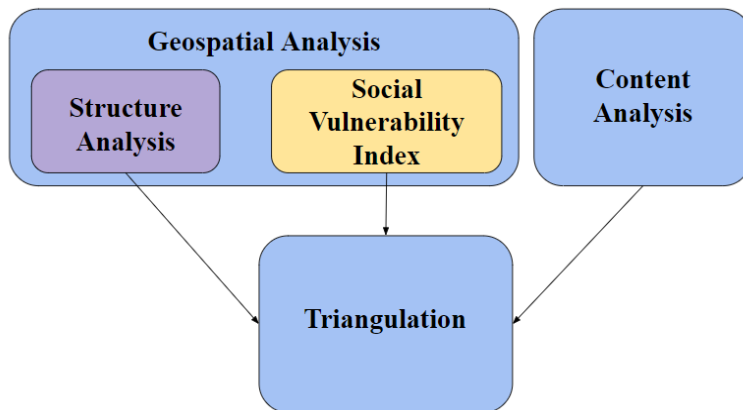 Geospatial Analysis
Structure
Analysis
Social
Vulnerability
Index
Content
Analysis
Triangulation